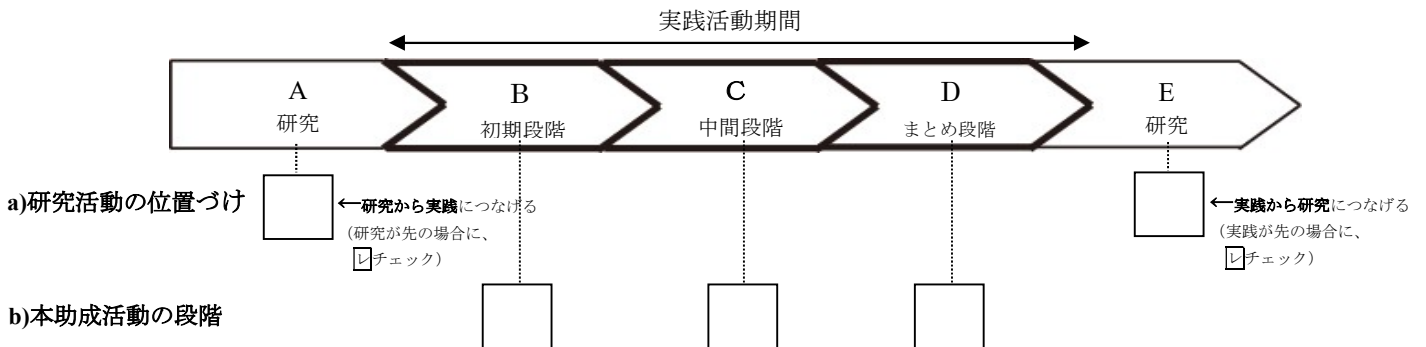 実践活動期間
A
研究
B
初期段階
C
中間段階
D
まとめ段階
E
研究
a)研究活動の位置づけ
←研究から実践につなげる
（研究が先の場合に、
レチェック）
←実践から研究につなげる
（実践が先の場合に、
レチェック）
b)本助成活動の段階